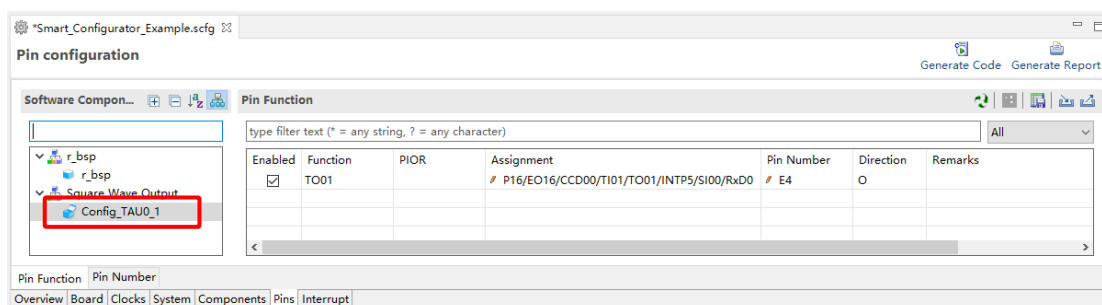 *Smart_Configurator_Example.scfg
Pin configuration
Generate Code Generate Report
Software Compon...
Pin Function
type filter text (* = any string, ? = any character)
All
r_bsp
r_bsp
Square Wave Output
Config_TAU0_1
Enabled Function PIOR Assignment Pin Number Direction Remarks
TO01 P16/EO16/CCD00/TI01/TO01/INTP5/SI00/RxD0 E4 O
Pin Function Pin Number
Overview Board Clocks System Components Pins Interrupt